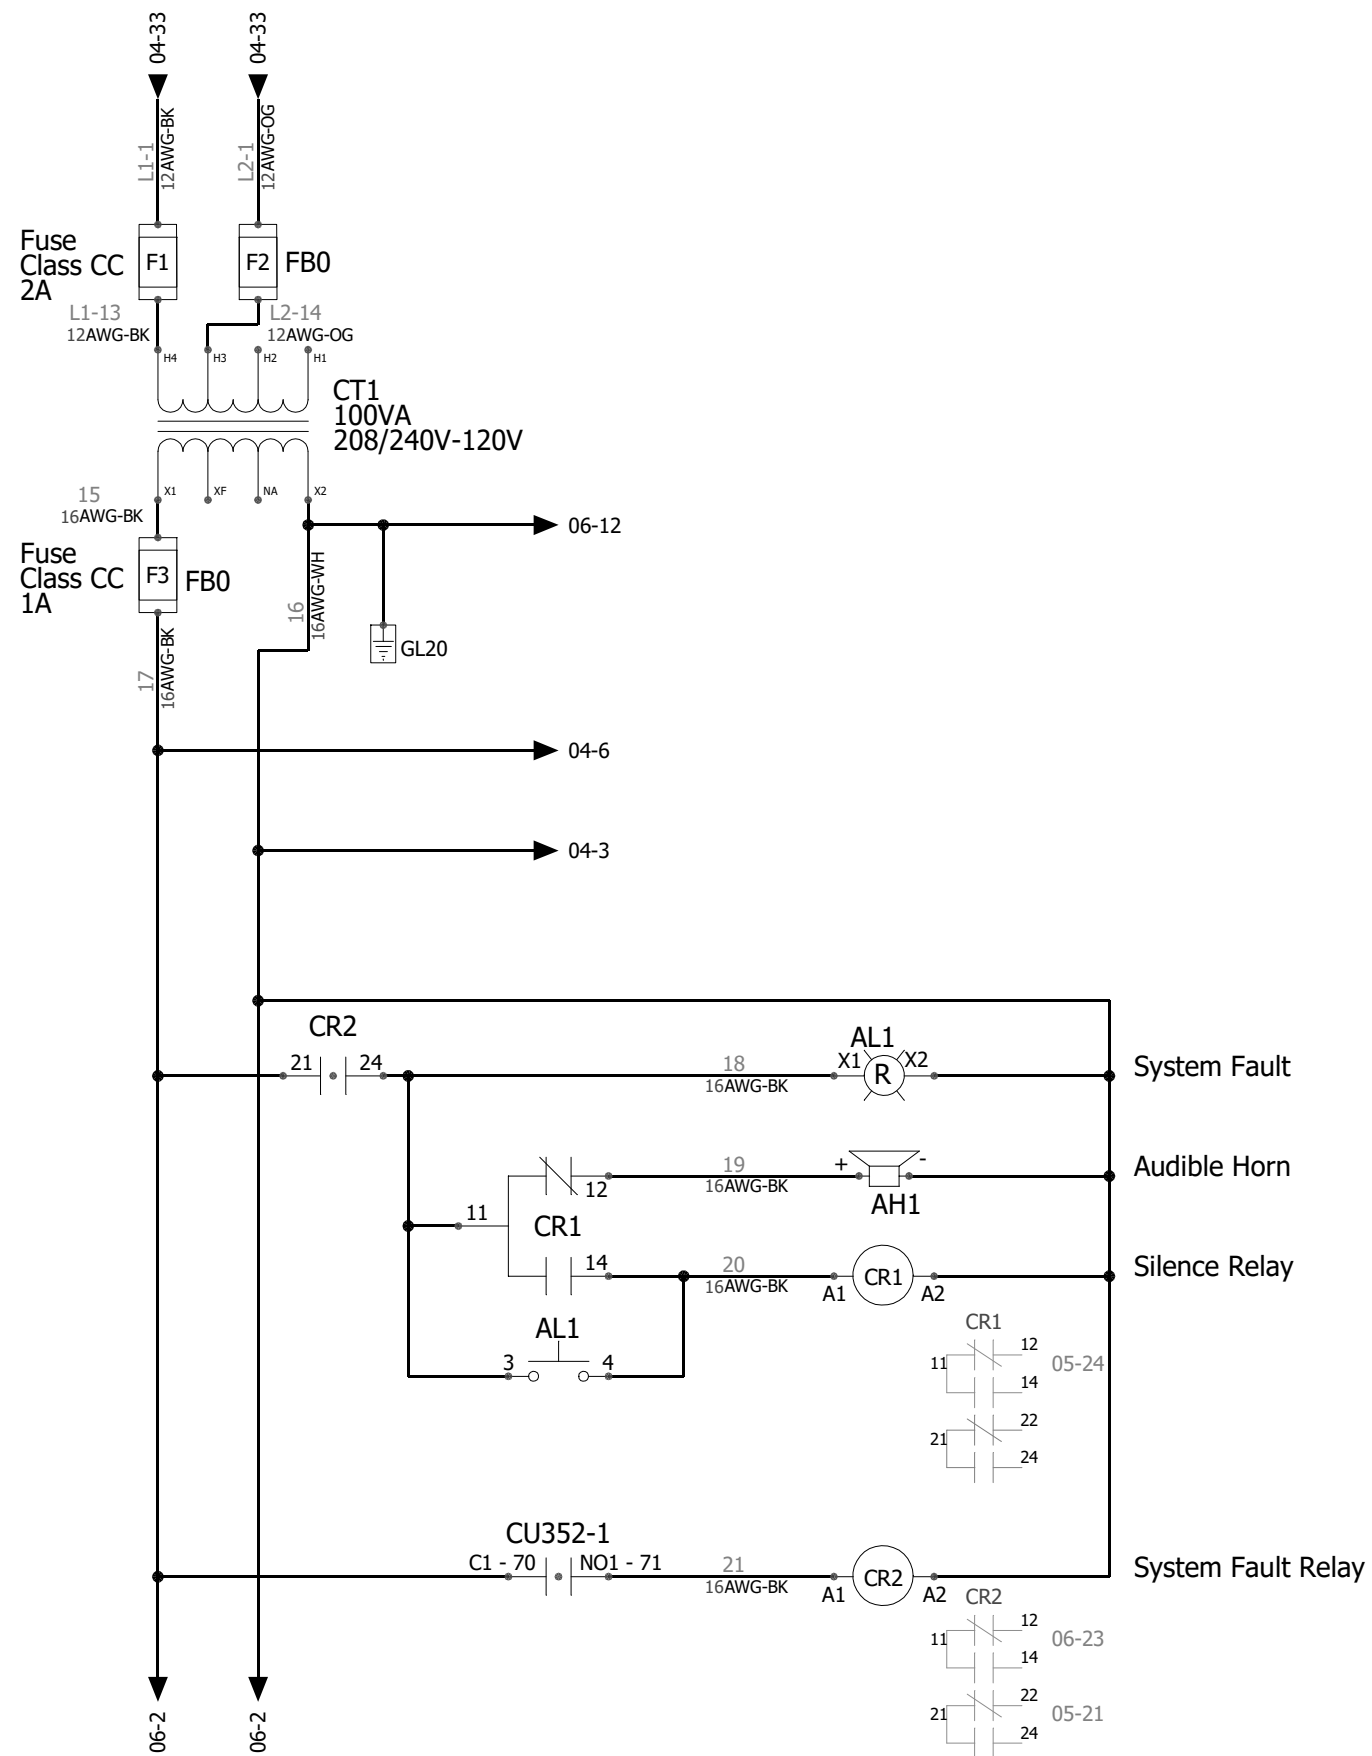 04-33
04-33
L1-1
12AWG-BK
L2-1
12AWG-OG
Fuse
Class CC
2A
F1
F2
FB0
L1-13
12AWG-BK
L2-14
12AWG-OG
H4
H3
H2
H1
CT1
100VA
208/240V-120V
X1
XF
NA
X2
15
16AWG-BK
06-12
Fuse
Class CC
1A
F3
FB0
16
16AWG-WH
GL20
17
16AWG-BK
04-6
04-3
CR2
21
24
18
16AWG-BK
AL1
X1
R
X2
System Fault
12
19
16AWG-BK
+
-
AH1
Audible Horn
11
CR1
14
20
16AWG-BK
A1
CR1
A2
Silence Relay
AL1
3
4
CR1
11
12
14
05-24
21
22
24
CU352-1
C1 - 70
NO1 - 71
21
16AWG-BK
A1
CR2
A2
System Fault Relay
CR2
11
12
14
06-23
21
22
24
05-21
06-2
06-2